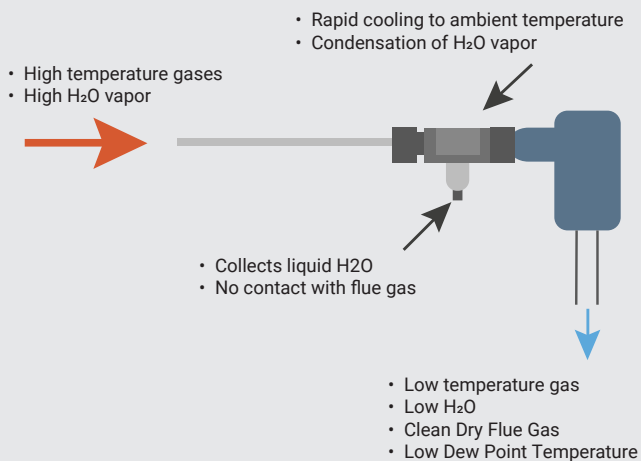 • Rapid cooling to ambient temperature
• Condensation of H₂O vapor
• High temperature gases
• High H₂O vapor
• Collects liquid H2O
• No contact with flue gas
• Low temperature gas
• Low H₂O
• Clean Dry Flue Gas
• Low Dew Point Temperature